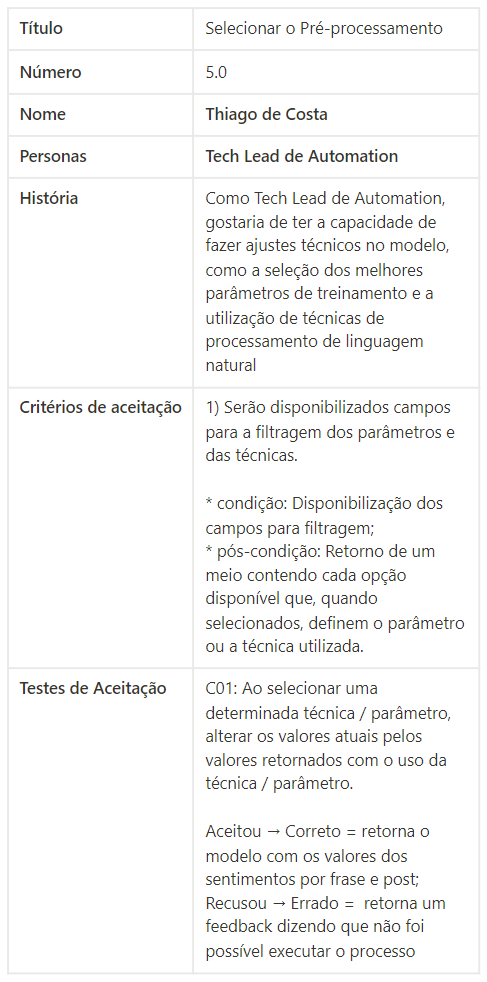 Título
Selecionar o Pré-processamento
Número
5.0
Nome
Thiago de Costa
Personas
Tech Lead de Automation
História
Como Tech Lead de Automation,
gostaria de ter a capacidade de
fazer ajustes técnicos no modelo,
como a seleção dos melhores
parâmetros de treinamento e a
utilização de técnicas de
processamento de linguagem
natural
Critérios de aceitação
1) Serão disponibilizados campos
para a filtragem dos parâmetros e
das técnicas.
* condição: Disponibilização dos
campos para filtragem;
* pós-condição: Retorno de um
meio contendo cada opção
disponível que, quando
selecionados, definem o parâmetro
ou a técnica utilizada.
Testes de Aceitação
C01: Ao selecionar uma
determinada técnica / parâmetro,
alterar os valores atuais pelos
valores retornados com o uso da
técnica / parâmetro.
Aceitou → Correto = retorna o
modelo com os valores dos
sentimentos por frase e post;
Recusou → Errado = retorna um
feedback dizendo que não foi
possível executar o processo